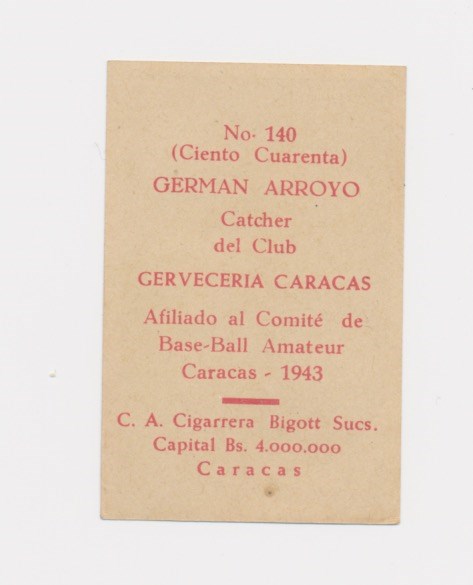 No. 140
(Ciento Cuarenta)
GERMAN ARROYO
Catcher
del Club
GERVECERIA CARACAS
Afiliado al Comité de
Base-Ball Amateur
Caracas - 1943
C. A. Cigarrera Bigott Sucs.
Capital Bs. 4.000.000
Caracas